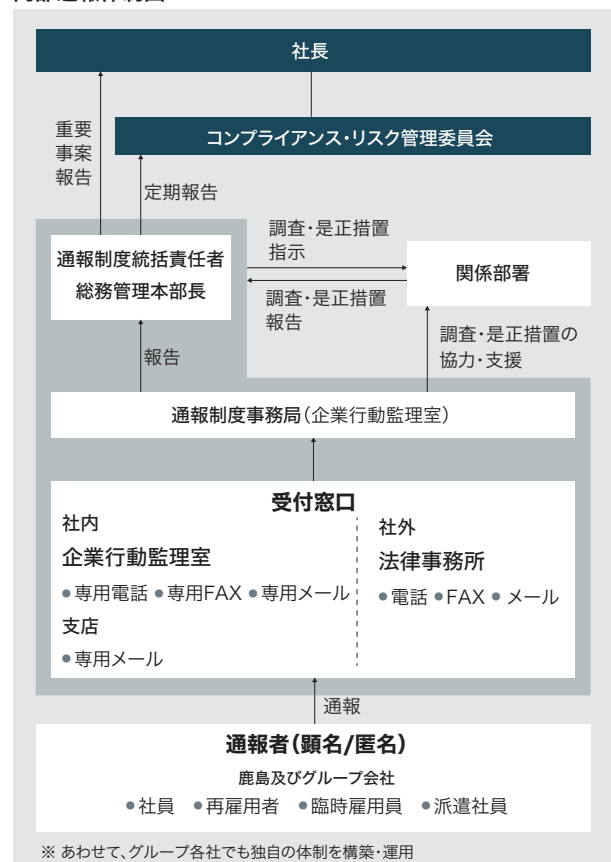 社長
コンプライアンス・リスク管理委員会
重要
事案
報告
定期報告
通報制度統括責任者
総務管理本部長
調査・是正措置
指示
調査・是正措置
報告
関係部署
報告
調査・是正措置の
協力・支援
通報制度事務局(企業行動監理室)
受付窓口
社内
企業行動監理室
●専用電話 ●専用FAX ●専用メール
支店
●専用メール
社外
法律事務所
●電話 ●FAX ● メール
通報
通報者(顕名/匿名)
鹿島及びグループ会社
●社員 ●再雇用者 ●臨時雇用員 ●派遣社員
※ あわせて、グループ各社でも独自の体制を構築・運用